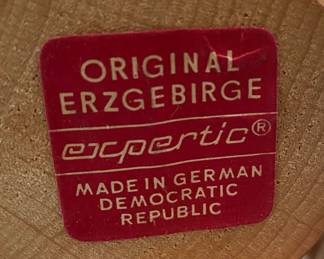 ORIGINAL
ERZGEBIRGE
expertic®
MADE IN GERMAN
DEMOCRATIC
REPUBLIC